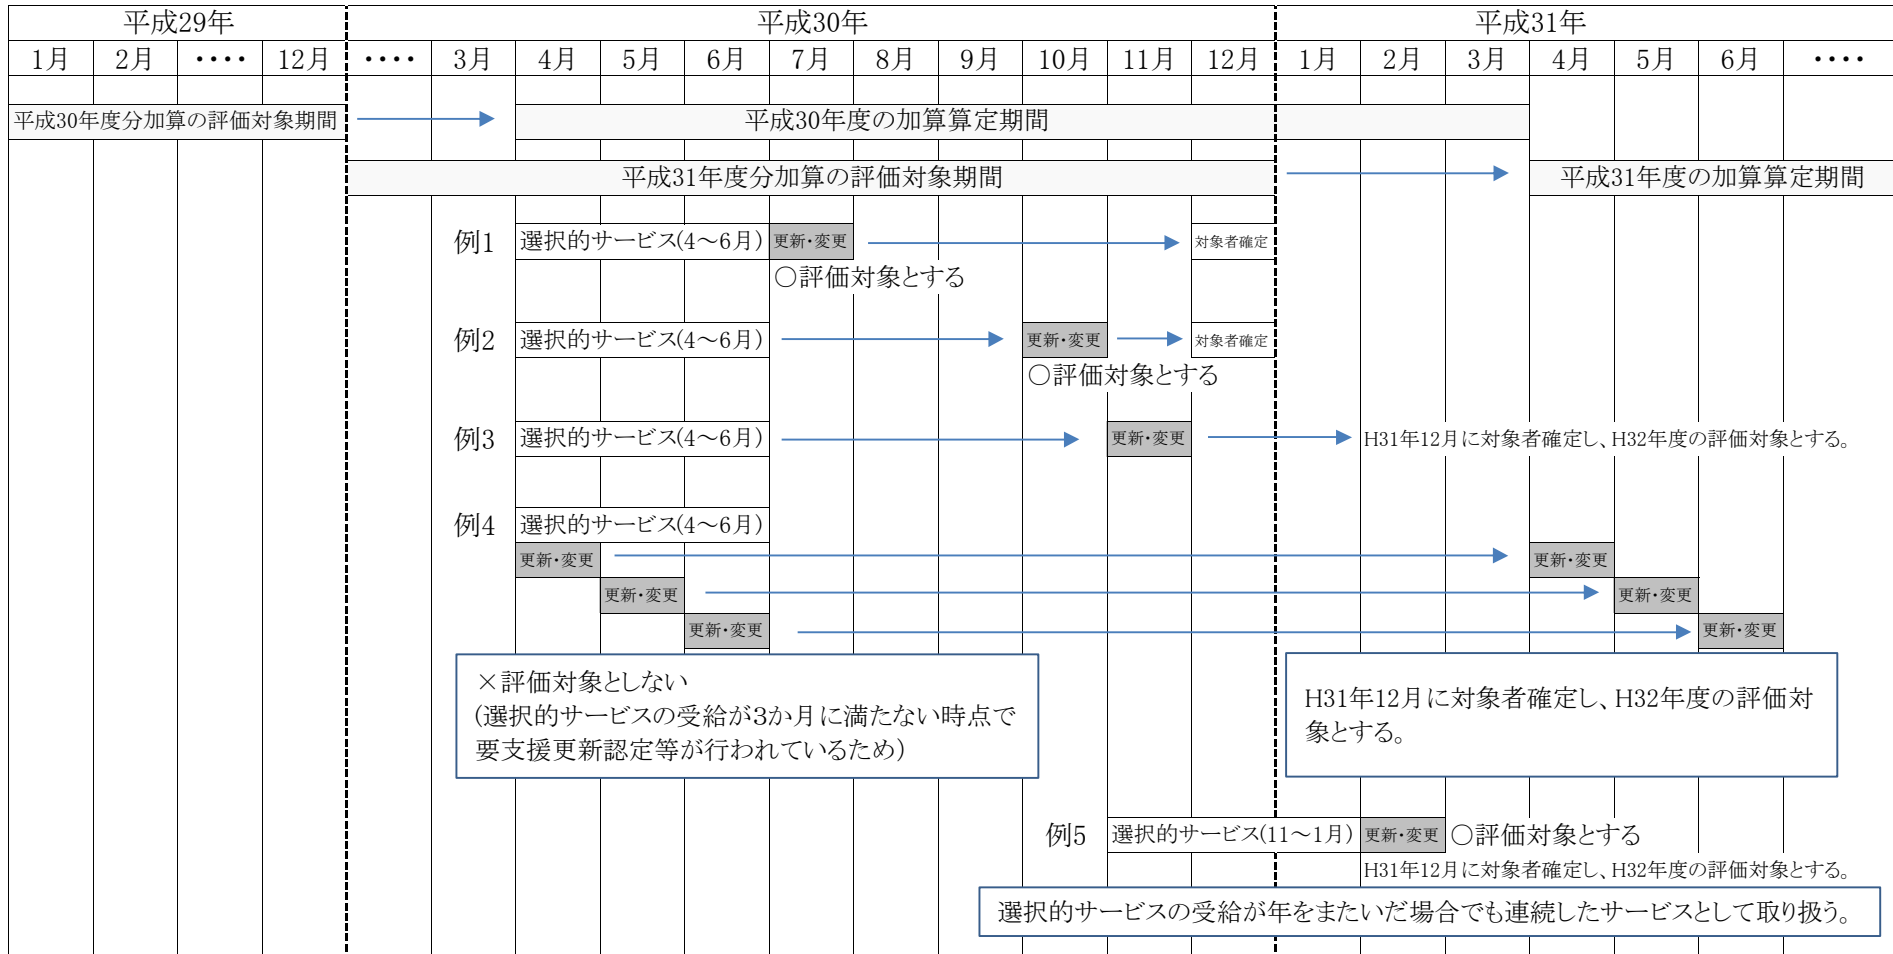 平成29年 平成30年 平成31年
1月 2月 ・・・・ 12月 ・・・・ 3月 4月 5月 6月 7月 8月 9月 10月 11月 12月 1月 2月 3月 4月 5月 6月 ・・・・
平成30年度分加算の評価対象期間 平成30年度の加算算定期間
平成31年度分加算の評価対象期間 平成31年度の加算算定期間
例1 選択的サービス(4～6月) 更新・変更 対象者確定
○評価対象とする
例2 選択的サービス(4～6月) 更新・変更 対象者確定
○評価対象とする
例3 選択的サービス(4～6月) 更新・変更 H31年12月に対象者確定し、H32年度の評価対象とする。
例4 選択的サービス(4～6月)
更新・変更 更新・変更
更新・変更 更新・変更
更新・変更 更新・変更
×評価対象としない
(選択的サービスの受給が3か月に満たない時点で
要支援更新認定等が行われているため)
H31年12月に対象者確定し、H32年度の評価対
象とする。
例5 選択的サービス(11～1月) 更新・変更 ○評価対象とする
H31年12月に対象者確定し、H32年度の評価対象とする。
選択的サービスの受給が年をまたいだ場合でも連続したサービスとして取り扱う。